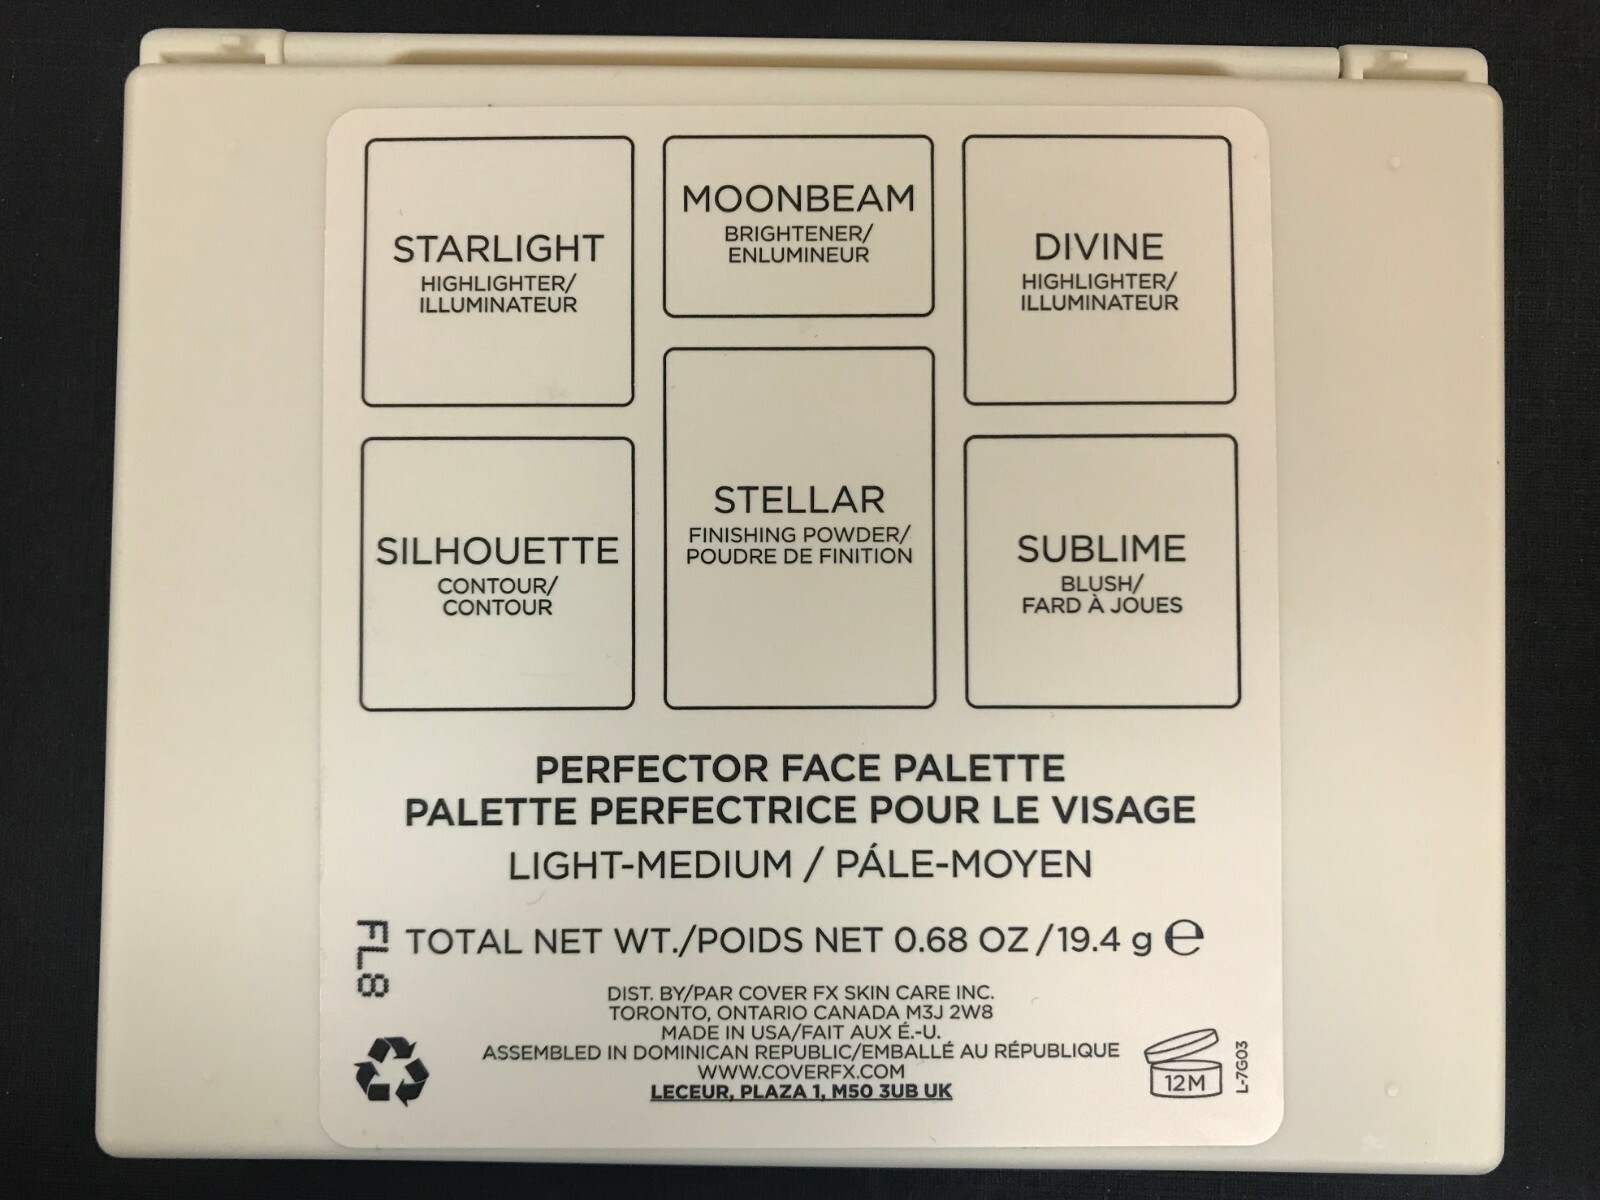 STARLIGHT
HIGHLIGHTER/
ILLUMINATEUR
MOONBEAM
BRIGHTENER/
ENLUMINEUR
DIVINE
HIGHLIGHTER/
ILLUMINATEUR
SILHOUETTE
CONTOUR/
CONTOUR
STELLAR
FINISHING POWDER/
POUDRE DE FINITION
SUBLIME
BLUSH/
FARD À JOUES
PERFECTOR FACE PALETTE
PALETTE PERFECTRICE POUR LE VISAGE
LIGHT-MEDIUM / PÁLE-MOYEN
FL8
TOTAL NET WT./POIDS NET 0.68 OZ/19.4 g e
DIST. BY/PAR COVER FX SKIN CARE INC.
TORONTO, ONTARIO CANADA M3J 2W8
MADE IN USA/FAIT AUX É.-U.
ASSEMBLED IN DOMINICAN REPUBLIC/EMBALLÉ AU RÉPUBLIQUE
WWW.COVERFX.COM
LECEUR, PLAZA 1, M50 3UB UK
12M
L-7G03